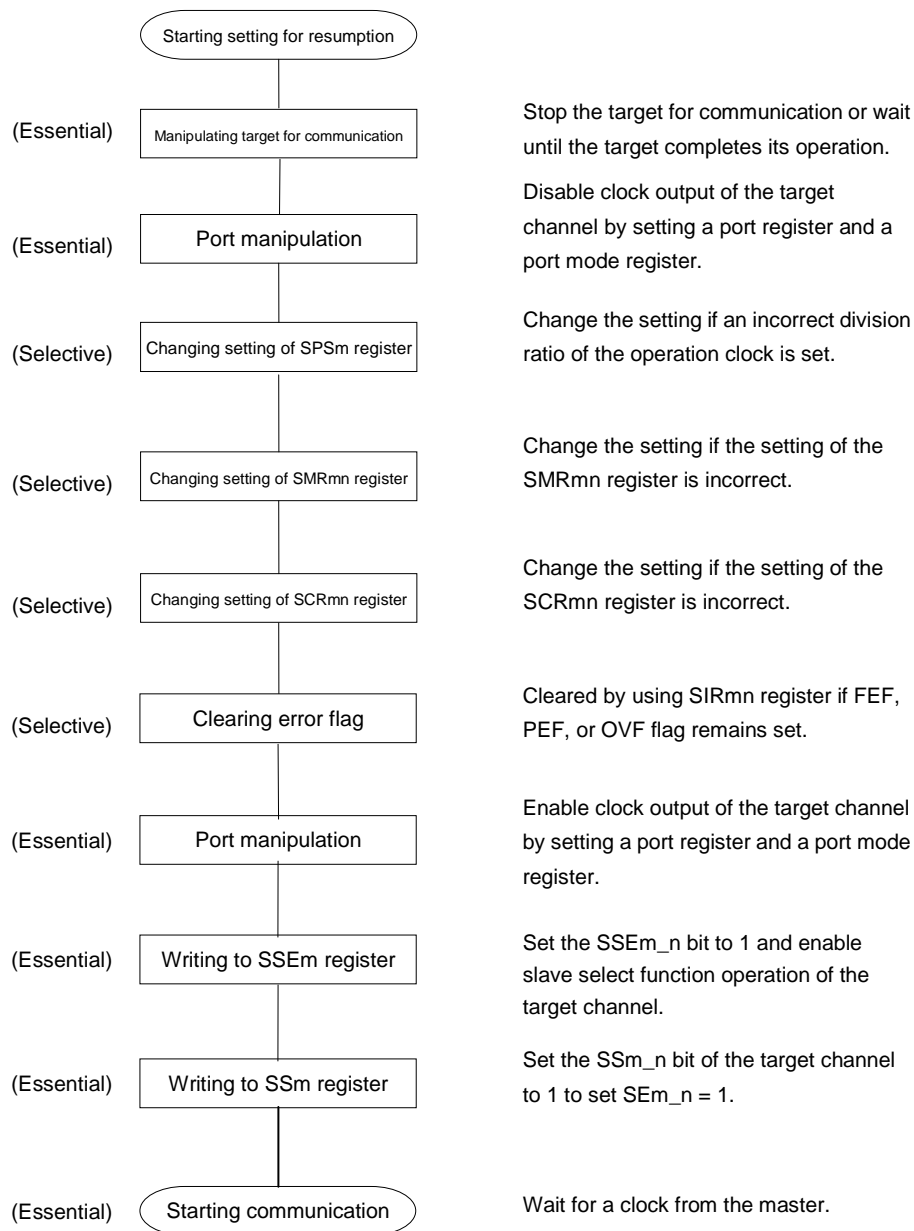 Starting setting for resumption
(Essential)
Manipulating target for communication
Stop the target for communication or wait
until the target completes its operation.
(Essential)
Port manipulation
Disable clock output of the target
channel by setting a port register and a
port mode register.
(Selective)
Changing setting of SPSm register
Change the setting if an incorrect division
ratio of the operation clock is set.
(Selective)
Changing setting of SMRmn register
Change the setting if the setting of the
SMRmn register is incorrect.
(Selective)
Changing setting of SCRmn register
Change the setting if the setting of the
SCRmn register is incorrect.
(Selective)
Clearing error flag
Cleared by using SIRmn register if FEF,
PEF, or OVF flag remains set.
(Essential)
Port manipulation
Enable clock output of the target channel
by setting a port register and a port mode
register.
(Essential)
Writing to SSEm register
Set the SSEm_n bit to 1 and enable
slave select function operation of the
target channel.
(Essential)
Writing to SSm register
Set the SSm_n bit of the target channel
to 1 to set SEm_n = 1.
(Essential)
Starting communication
Wait for a clock from the master.